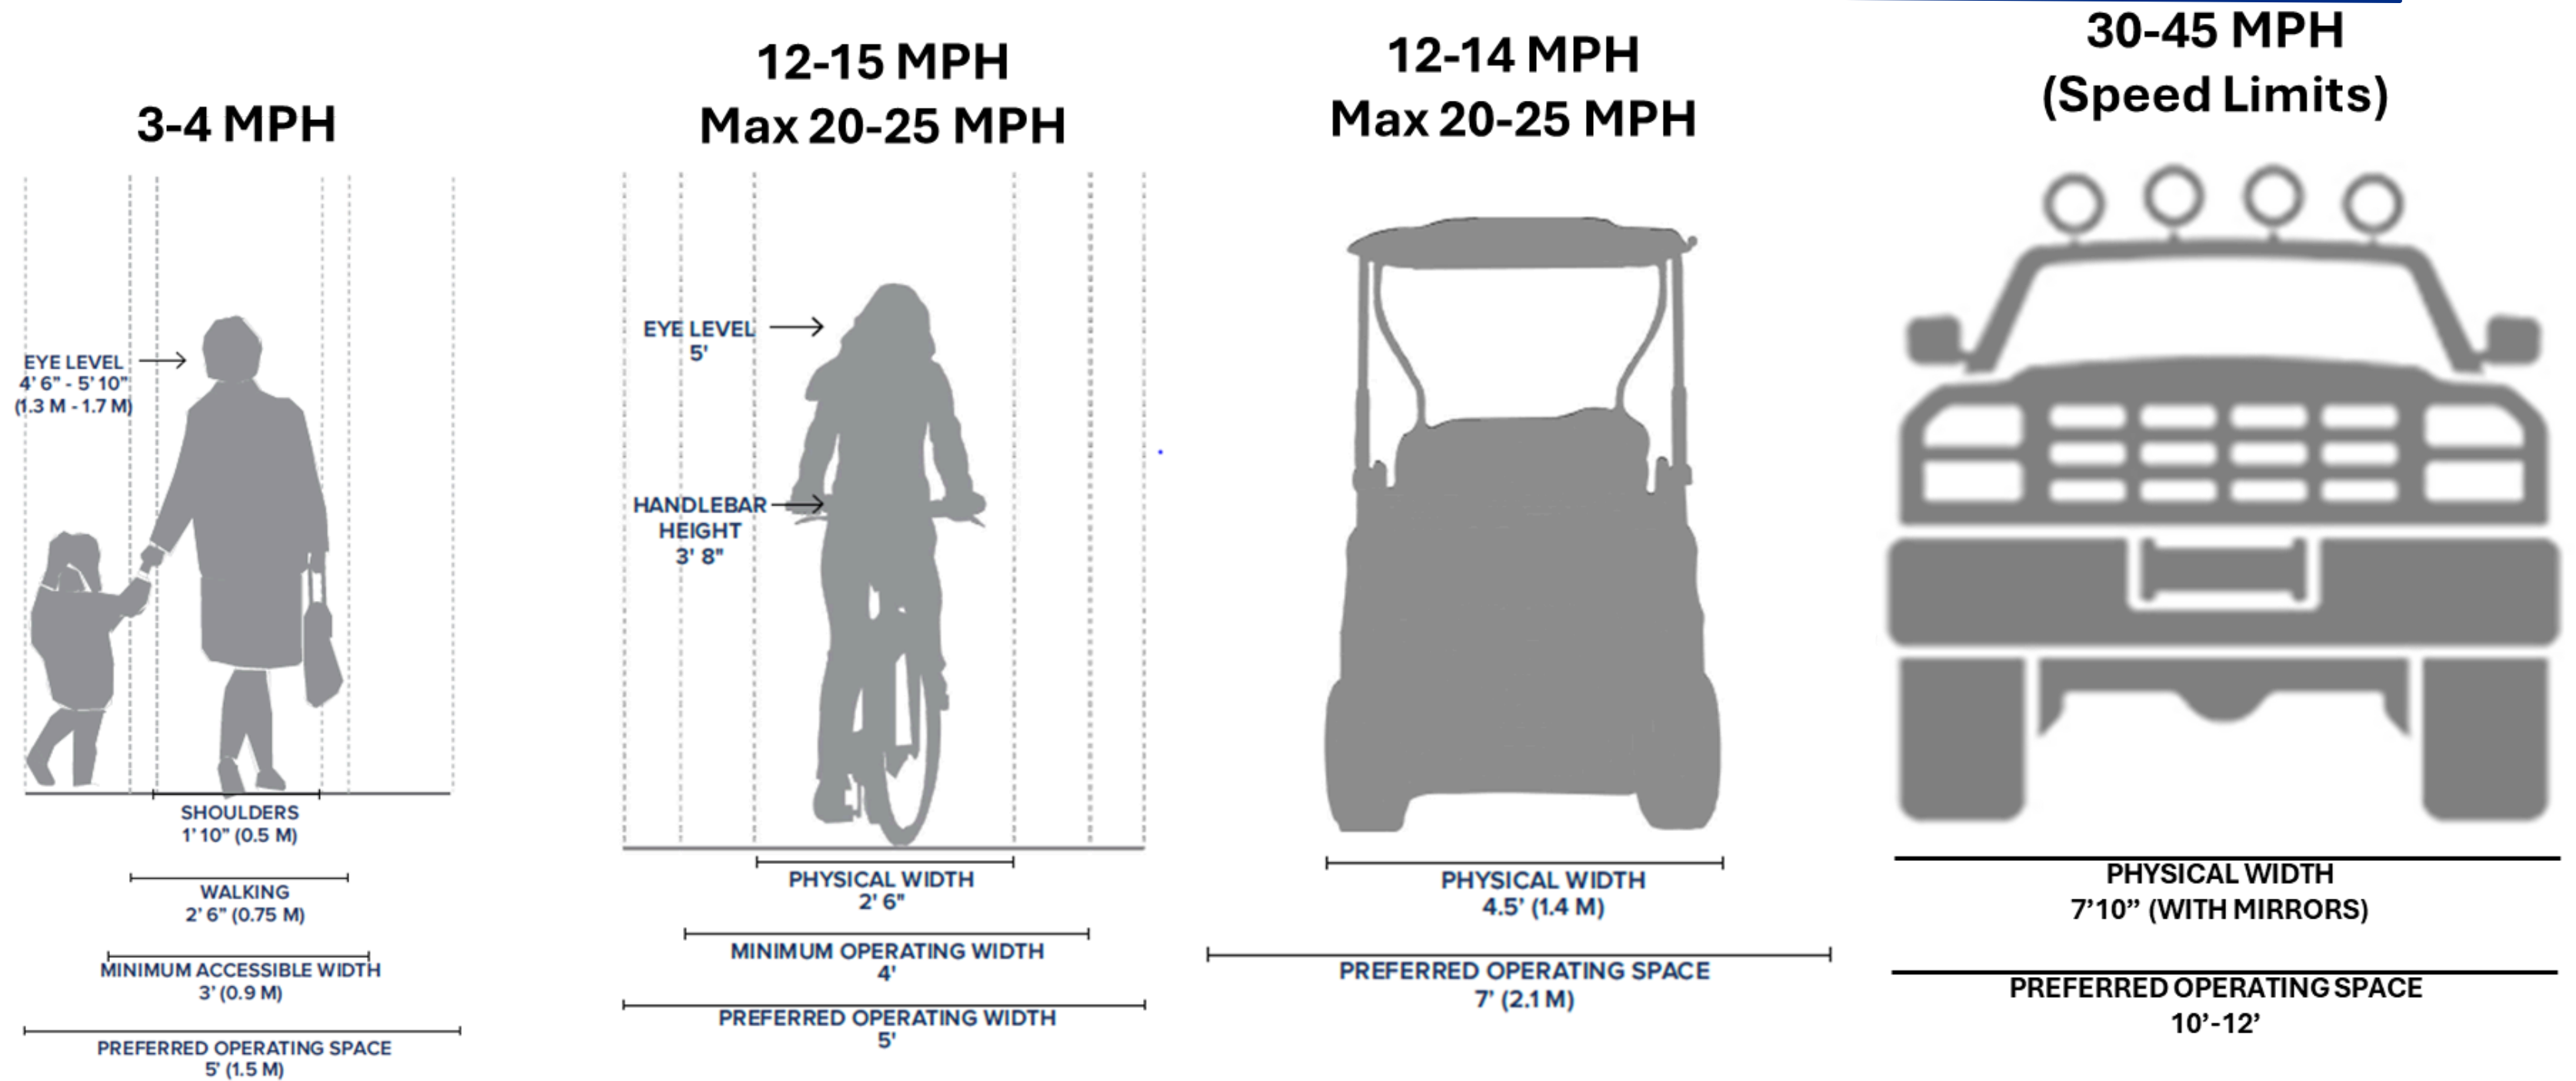 3-4 MPH
EYE LEVEL
4' 6" - 5' 10"
(1.3 M - 1.7 M)
SHOULDERS
1' 10" (0.5 M)
WALKING
2' 6" (0.75 M)
MINIMUM ACCESSIBLE WIDTH
3' (0.9 M)
PREFERRED OPERATING SPACE
5' (1.5 M)
12-15 MPH
Max 20-25 MPH
EYE LEVEL
5'
HANDLEBAR
HEIGHT
3' 8"
PHYSICAL WIDTH
2' 6"
MINIMUM OPERATING WIDTH
4'
PREFERRED OPERATING WIDTH
5'
12-14 MPH
Max 20-25 MPH
PHYSICAL WIDTH
4.5' (1.4 M)
PREFERRED OPERATING SPACE
7' (2.1 M)
30-45 MPH
(Speed Limits)
PHYSICAL WIDTH
7’10” (WITH MIRRORS)
PREFERRED OPERATING SPACE
10’-12’